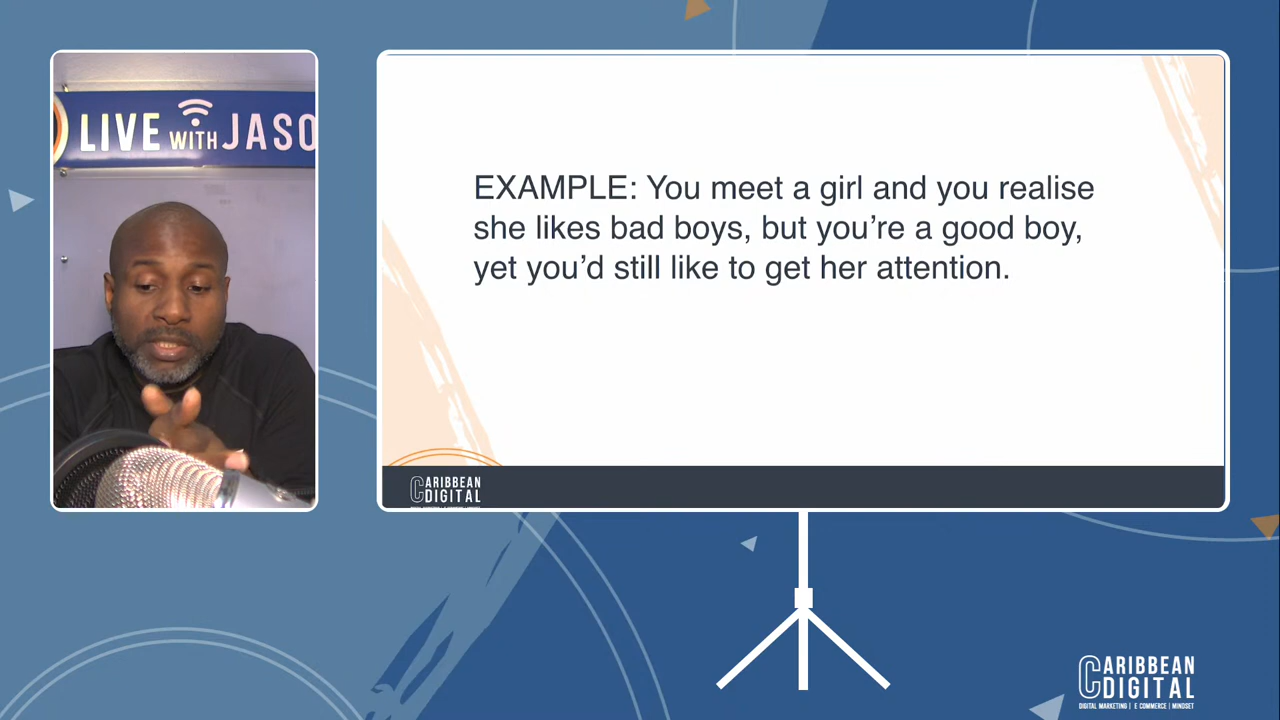 LIVE WITH JASO
EXAMPLE: You meet a girl and you realise
she likes bad boys, but you’re a good boy,
yet you’d still like to get her attention.
CARIBBEAN
DIGITAL
CARIBBEAN
DIGITAL
DIGITAL MARKETING | E COMMERCE | MINDSET